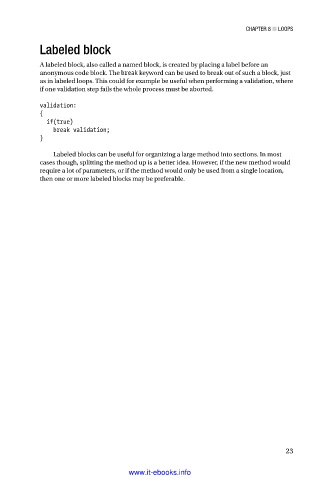 CHAPTER 8 ■ LOOPS
Labeled block
A labeled block, also called a named block, is created by placing a label before an
anonymous code block. The break keyword can be used to break out of such a block, just
as in labeled loops. This could for example be useful when performing a validation, where
if one validation step fails the whole process must be aborted.
validation:
{
if(true)
break validation;
}
Labeled blocks can be useful for organizing a large method into sections. In most
cases though, splitting the method up is a better idea. However, if the new method would
require a lot of parameters, or if the method would only be used from a single location,
then one or more labeled blocks may be preferable.
23
www.it-ebooks.info